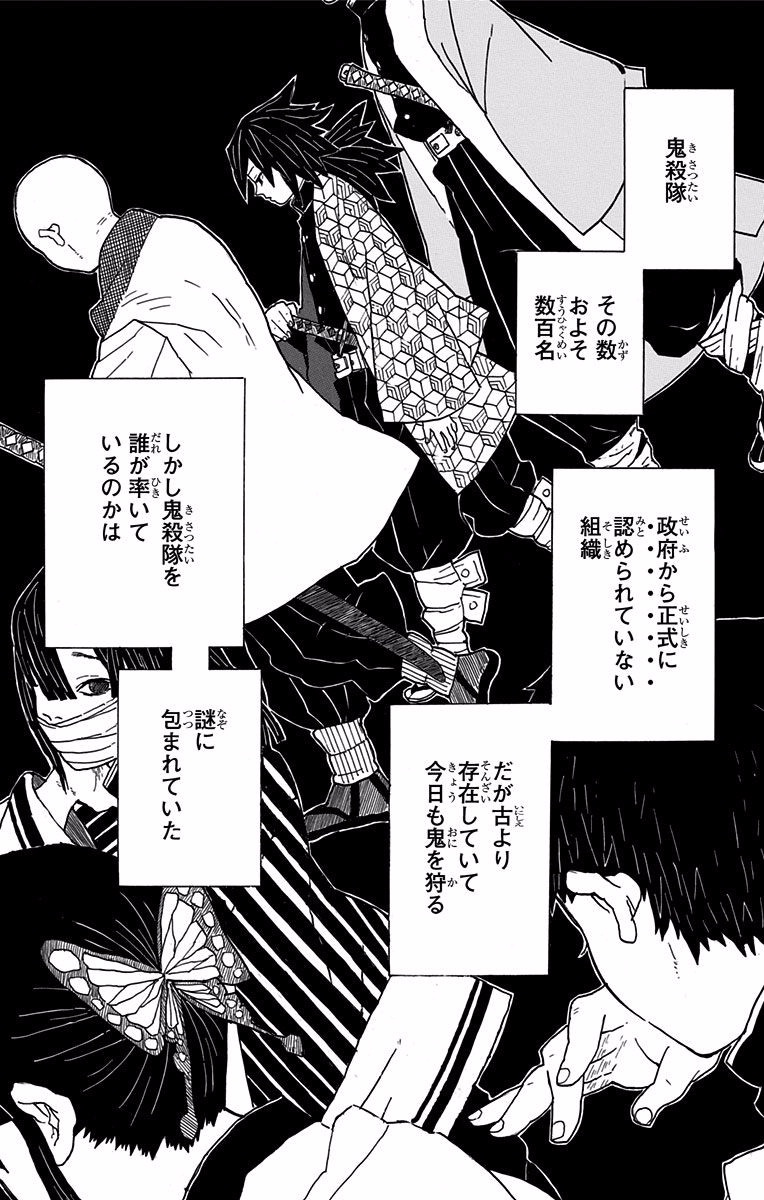 鬼殺隊
その数
およそ
数百名
政府から正式に
認められていない
組織
だが古より
存在していて
今日も鬼を狩る
しかし鬼殺隊を
誰が率いて
いるのかは
謎に
包まれていた